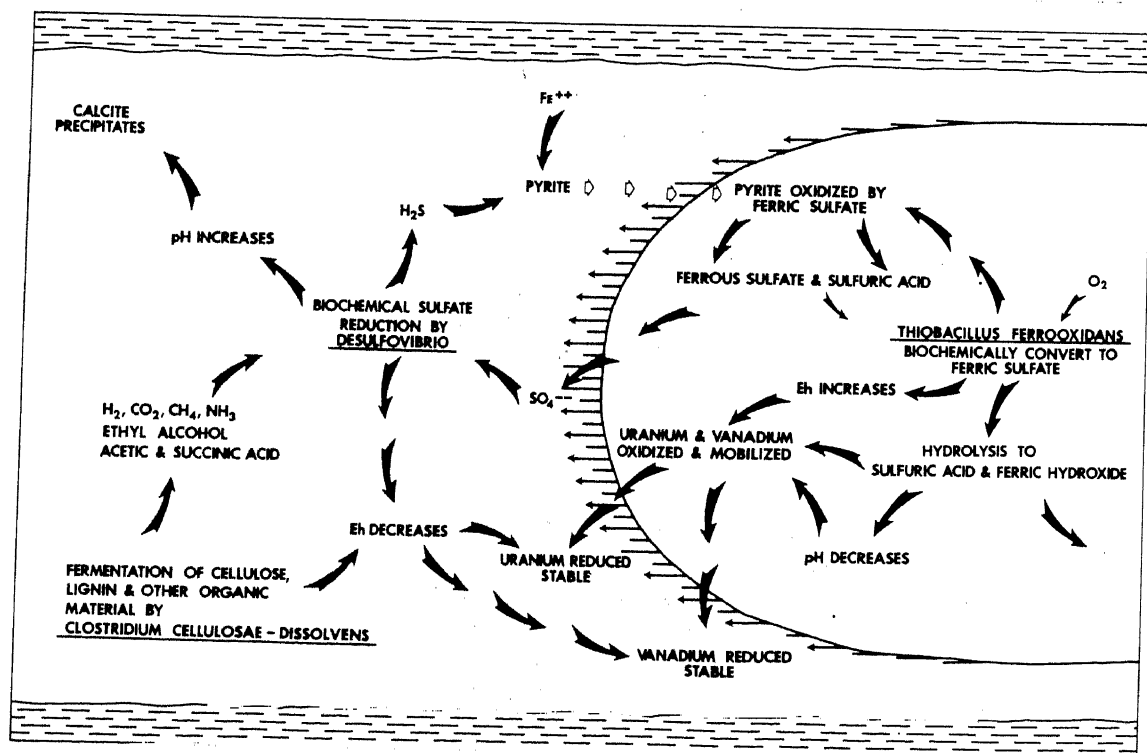 Fe++
CALCITE
PRECIPITATES
PYRITE
PYRITE OXIDIZED BY
FERRIC SULFATE
H2S
pH INCREASES
FERROUS SULFATE & SULFURIC ACID
O2
BIOCHEMICAL SULFATE
REDUCTION BY
DESULFOVIBRIO
THIOBACILLUS FERROOXIDANS
BIOCHEMICALLY CONVERT TO
FERRIC SULFATE
Eh INCREASES
SO4--
H2, CO2, CH4, NH3
ETHYL ALCOHOL
ACETIC & SUCCINIC ACID
URANIUM & VANADIUM
OXIDIZED & MOBILIZED
HYDROLYSIS TO
SULFURIC ACID & FERRIC HYDROXIDE
Eh DECREASES
URANIUM REDUCED
STABLE
pH DECREASES
FERMENTATION OF CELLULOSE,
LIGNIN & OTHER ORGANIC
MATERIAL BY
CLOSTRIDIUM CELLULOSAE-DISSOLVENS
VANADIUM REDUCED
STABLE